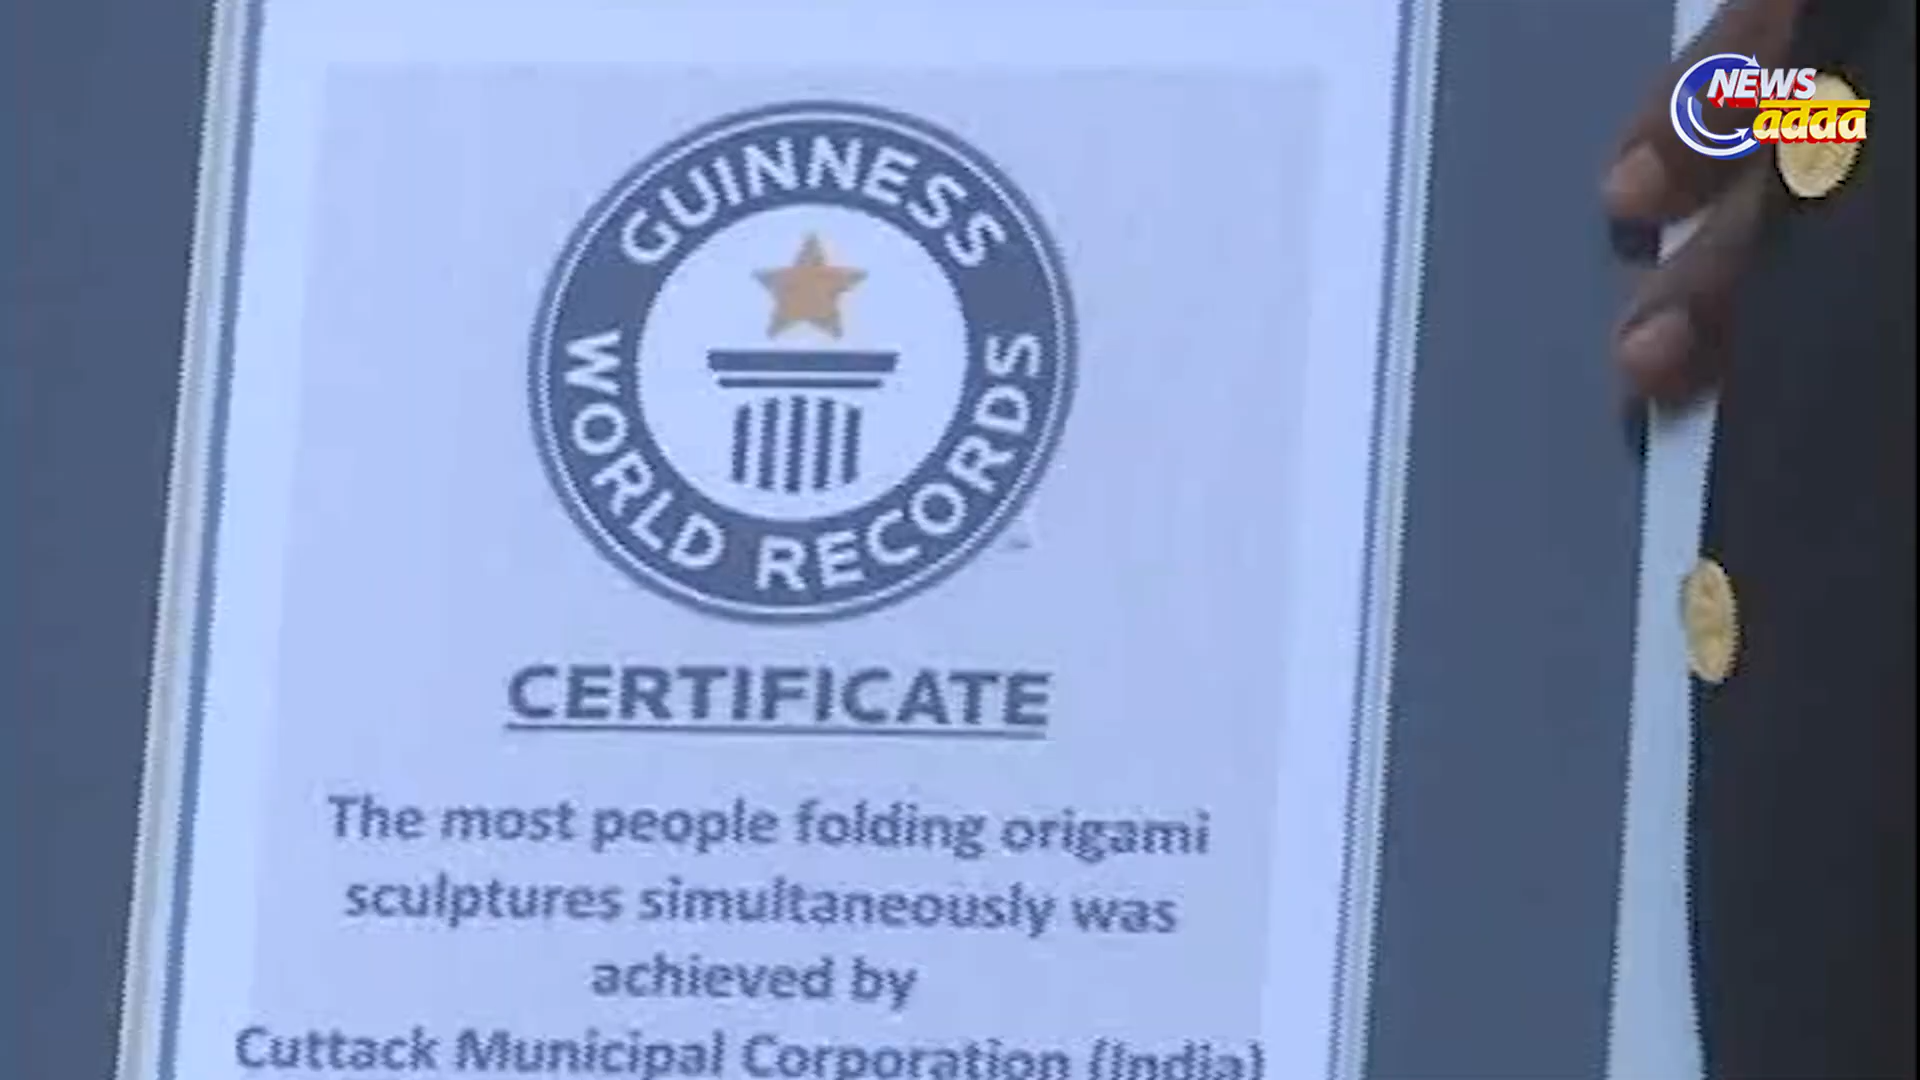 NEWS
adda
GUINNESS
WORLD RECORDS
CERTIFICATE
The most people folding origami
sculptures simultaneously was
achieved by
Cuttack Municipal Corporation (India)